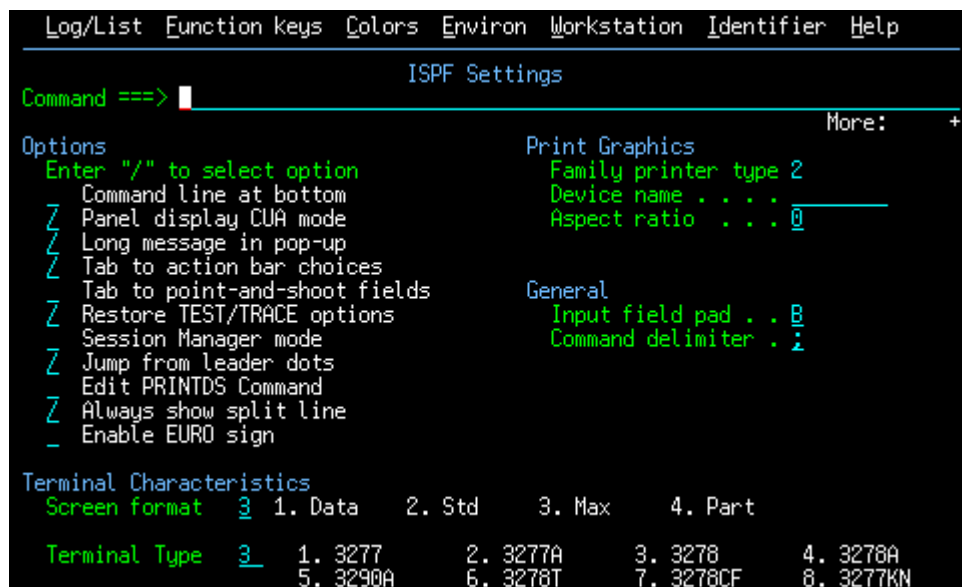 Log/List  Function keys  Colors  Environ  Workstation  Identifier  Help
ISPF Settings
Command ===>
More:     +
Options                                   Print Graphics
Enter "/" to select option                Family printer type 2
_ Command line at bottom                  Device name . . . . ________
/ Panel display CUA mode                  Aspect ratio  . . . 0
/ Long message in pop-up
/ Tab to action bar choices
_ Tab to point-and-shoot fields           General
/ Restore TEST/TRACE options              Input field pad . . B
_ Session Manager mode                    Command delimiter . ;
/ Jump from leader dots
_ Edit PRINTDS Command
/ Always show split line
_ Enable EURO sign
Terminal Characteristics
Screen format   3  1. Data    2. Std     3. Max     4. Part
Terminal Type   3    1. 3277       2. 3277A     3. 3278      4. 3278A
5. 3290A      6. 3278T     7. 3278CF    8. 3277KN